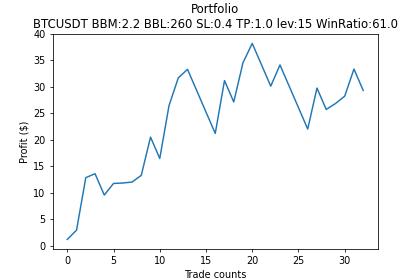 Portfolio
BTCUSDT BBM:2.2 BBL:260 SL:0.4 TP:1.0 lev:15 WinRatio:61.0
40
35
30
25
20
15
10
5
0
Profit ($)
0 5 10 15 20 25 30
Trade counts